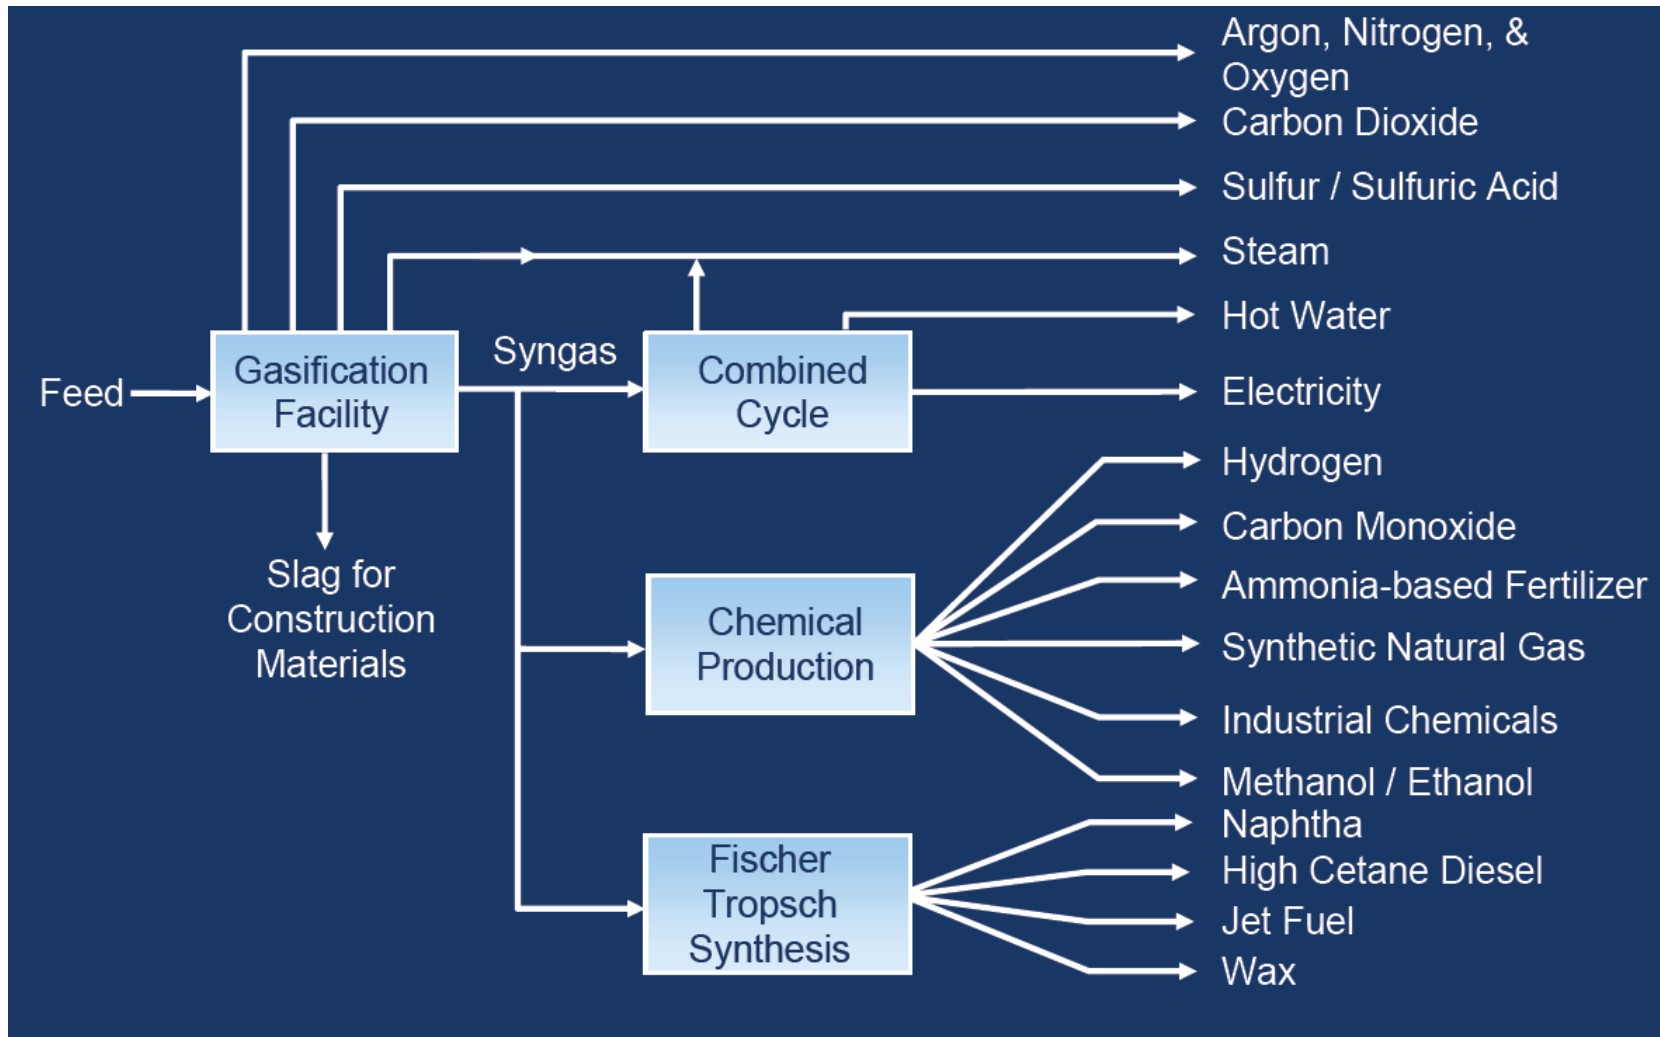 Argon, Nitrogen, &
Oxygen
Carbon Dioxide
Sulfur / Sulfuric Acid
Steam
Hot Water
Syngas
Gasification
Facility
Combined
Cycle
Feed
Electricity
Hydrogen
Carbon Monoxide
Slag for
Construction
Materials
Ammonia-based Fertilizer
Chemical
Production
Synthetic Natural Gas
Industrial Chemicals
Methanol / Ethanol
Naphtha
Fischer
Tropsch
Synthesis
High Cetane Diesel
Jet Fuel
Wax